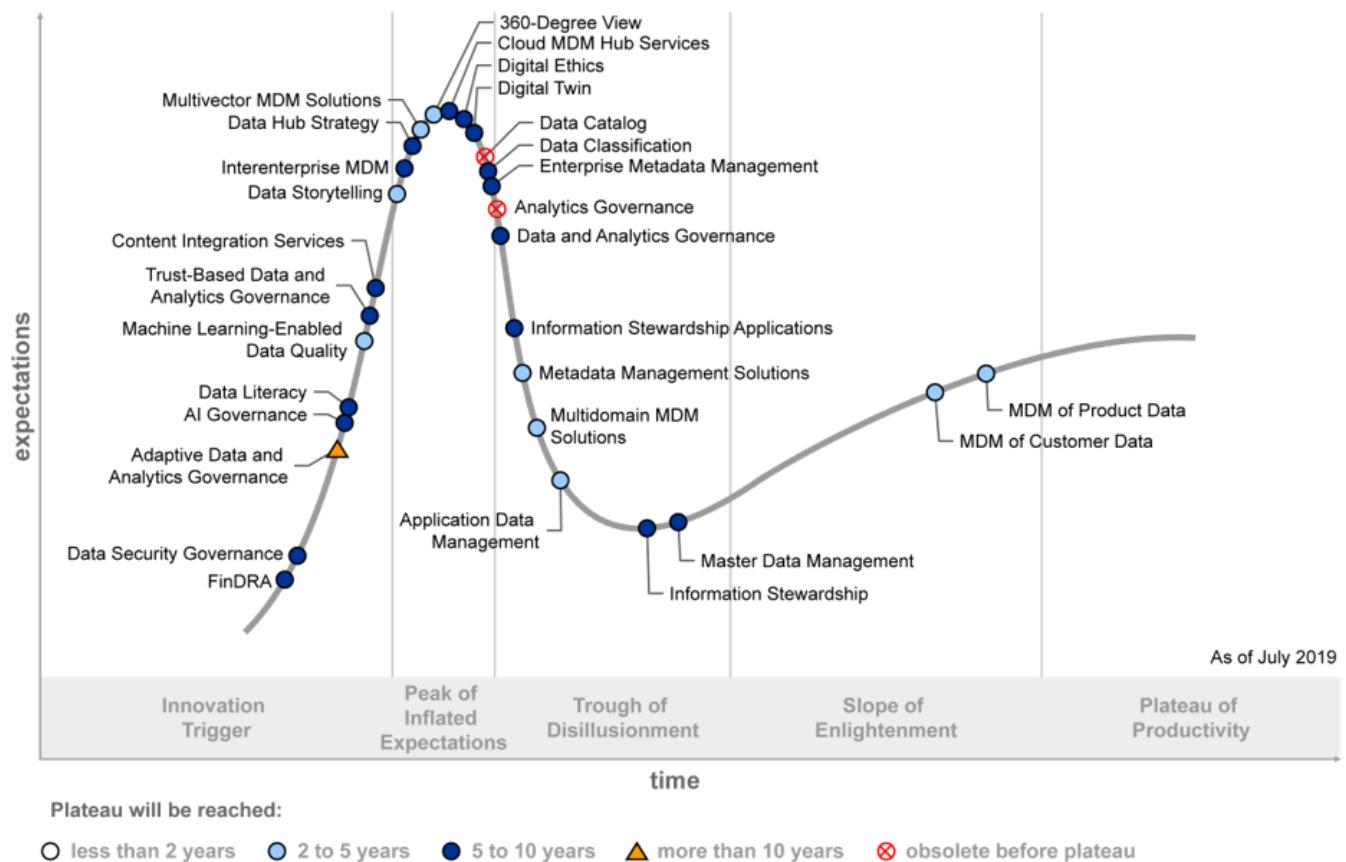 360-Degree View
Cloud MDM Hub Services
Digital Ethics
Digital Twin
Multivector MDM Solutions
Data Hub Strategy
Data Catalog
Data Classification
Enterprise Metadata Management
Interenterprise MDM
Data Storytelling
Analytics Governance
Data and Analytics Governance
Content Integration Services
Trust-Based Data and
Analytics Governance
Machine Learning-Enabled
Data Quality
Information Stewardship Applications
Metadata Management Solutions
Data Literacy
AI Governance
Multidomain MDM
Solutions
MDM of Product Data
MDM of Customer Data
Adaptive Data and
Analytics Governance
Application Data
Management
Data Security Governance
FinDRA
Master Data Management
Information Stewardship
expectations
As of July 2019
Innovation
Trigger
Peak of
Inflated
Expectations
Trough of
Disillusionment
Slope of
Enlightenment
Plateau of
Productivity
time
Plateau will be reached:
less than 2 years
2 to 5 years
5 to 10 years
more than 10 years
obsolete before plateau